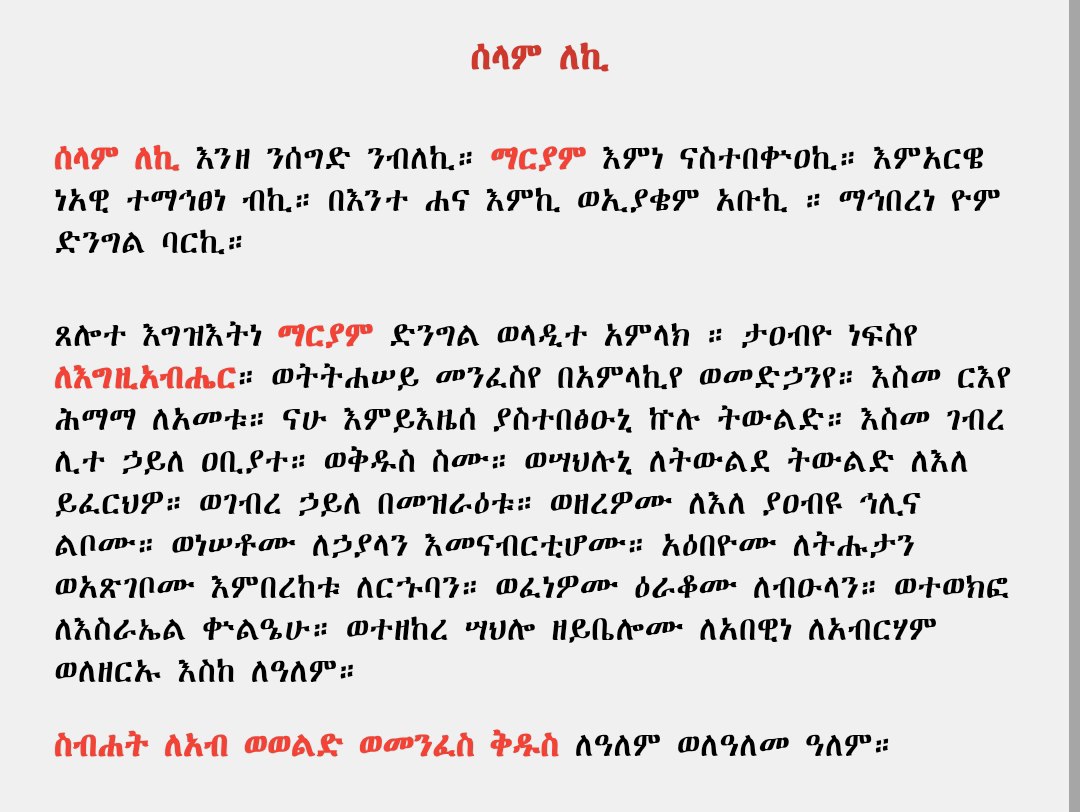 ሰላም ለኪ
ሰላም ለኪ እንዘ ንሰግድ ንብለኪ። ማርያም እምነ ናስተበቍዐኪ። እምአርዌ
ነአዊ ተማኅፀነ ብኪ። በእንተ ሐና እምኪ ወኢያቄም አቡኪ ። ማኅበረነ ዮም
ድንግል ባርኪ።
ጸሎተ እግዝእትነ ማርያም ድንግል ወላዲተ አምላክ ። ታዐብዮ ነፍስየ
ለእግዚአብሔር። ወትትሐሠይ መንፈስየ በአምላኪየ ወመድኃንየ። እስመ ርእየ
ሕማማ ለአመቱ። ናሁ እምይእዜሰ ያስተበፅዑኒ ኵሉ ትውልድ። እስመ ገብረ
ሊተ ኃይለ ዐቢያተ። ወቅዱስ ስሙ። ወሣህሉኒ ለትውልደ ትውልድ ለእለ
ይፈርህዎ። ወገብረ ኃይለ በመዝራዕቱ። ወዘረዎሙ ለእለ ያዐብዩ ኅሊና
ልቦሙ። ወነሠቶሙ ለኃያላን እመናብርቲሆሙ። አዕበዮሙ ለትሑታን
ወአጽገቦሙ እምበረከቱ ለርኁባን። ወፈነዎሙ ዕራቆሙ ለብዑላን። ወተወክፎ
ለእስራኤል ቍልዔሁ። ወተዘከረ ሣህሎ ዘይቤሎሙ ለአበዊነ ለአብርሃም
ወለዘርኡ እስከ ለዓለም።
ስብሐት ለአብ ወወልድ ወመንፈስ ቅዱስ ለዓለም ወለዓለመ ዓለም።